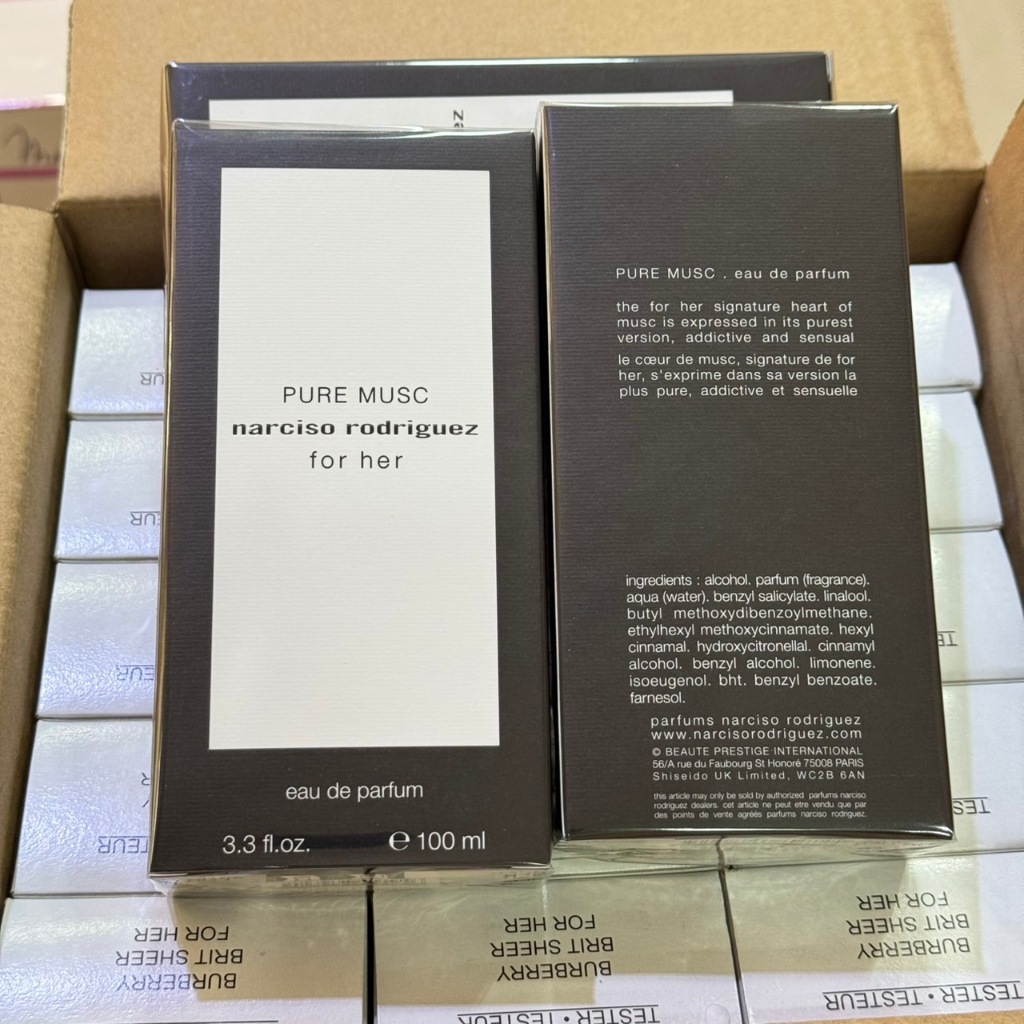 PURE MUSC
narciso rodriguez
for her
eau de parfum
3.3 fl.oz. ℮ 100 ml
PURE MUSC . eau de parfum
the for her signature heart of
musc is expressed in its purest
version, addictive and sensual
le cœur de musc, signature de for
her, s'exprime dans sa version la
plus pure, addictive et sensuelle
ingredients : alcohol. parfum (fragrance).
aqua (water). benzyl salicylate. linalool.
butyl methoxydibenzoylmethane.
ethylhexyl methoxycinnamate. hexyl
cinnamal. hydroxycitronellal. cinnamyl
alcohol. benzyl alcohol. limonene.
isoeugenol. bht. benzyl benzoate.
farnesol.
parfums narciso rodriguez
www.narcisorodriguez.com
© BEAUTE PRESTIGE INTERNATIONAL
56/A rue du Faubourg St Honoré 75008 PARIS
Shiseido UK Limited, WC2B 6AN
this article may only be sold by authorized parfums narciso
rodriguez dealers. cet article ne peut etre vendu que par
des points de vente agréés parfums narciso rodriguez.
BURBERRY
BRIT SHEER
FOR HER
TESTER • TESTEUR
BURBERRY
BRIT SHEER
FOR HER
TESTER • TESTEUR
BURBERRY
BRIT SHEER
FOR HER